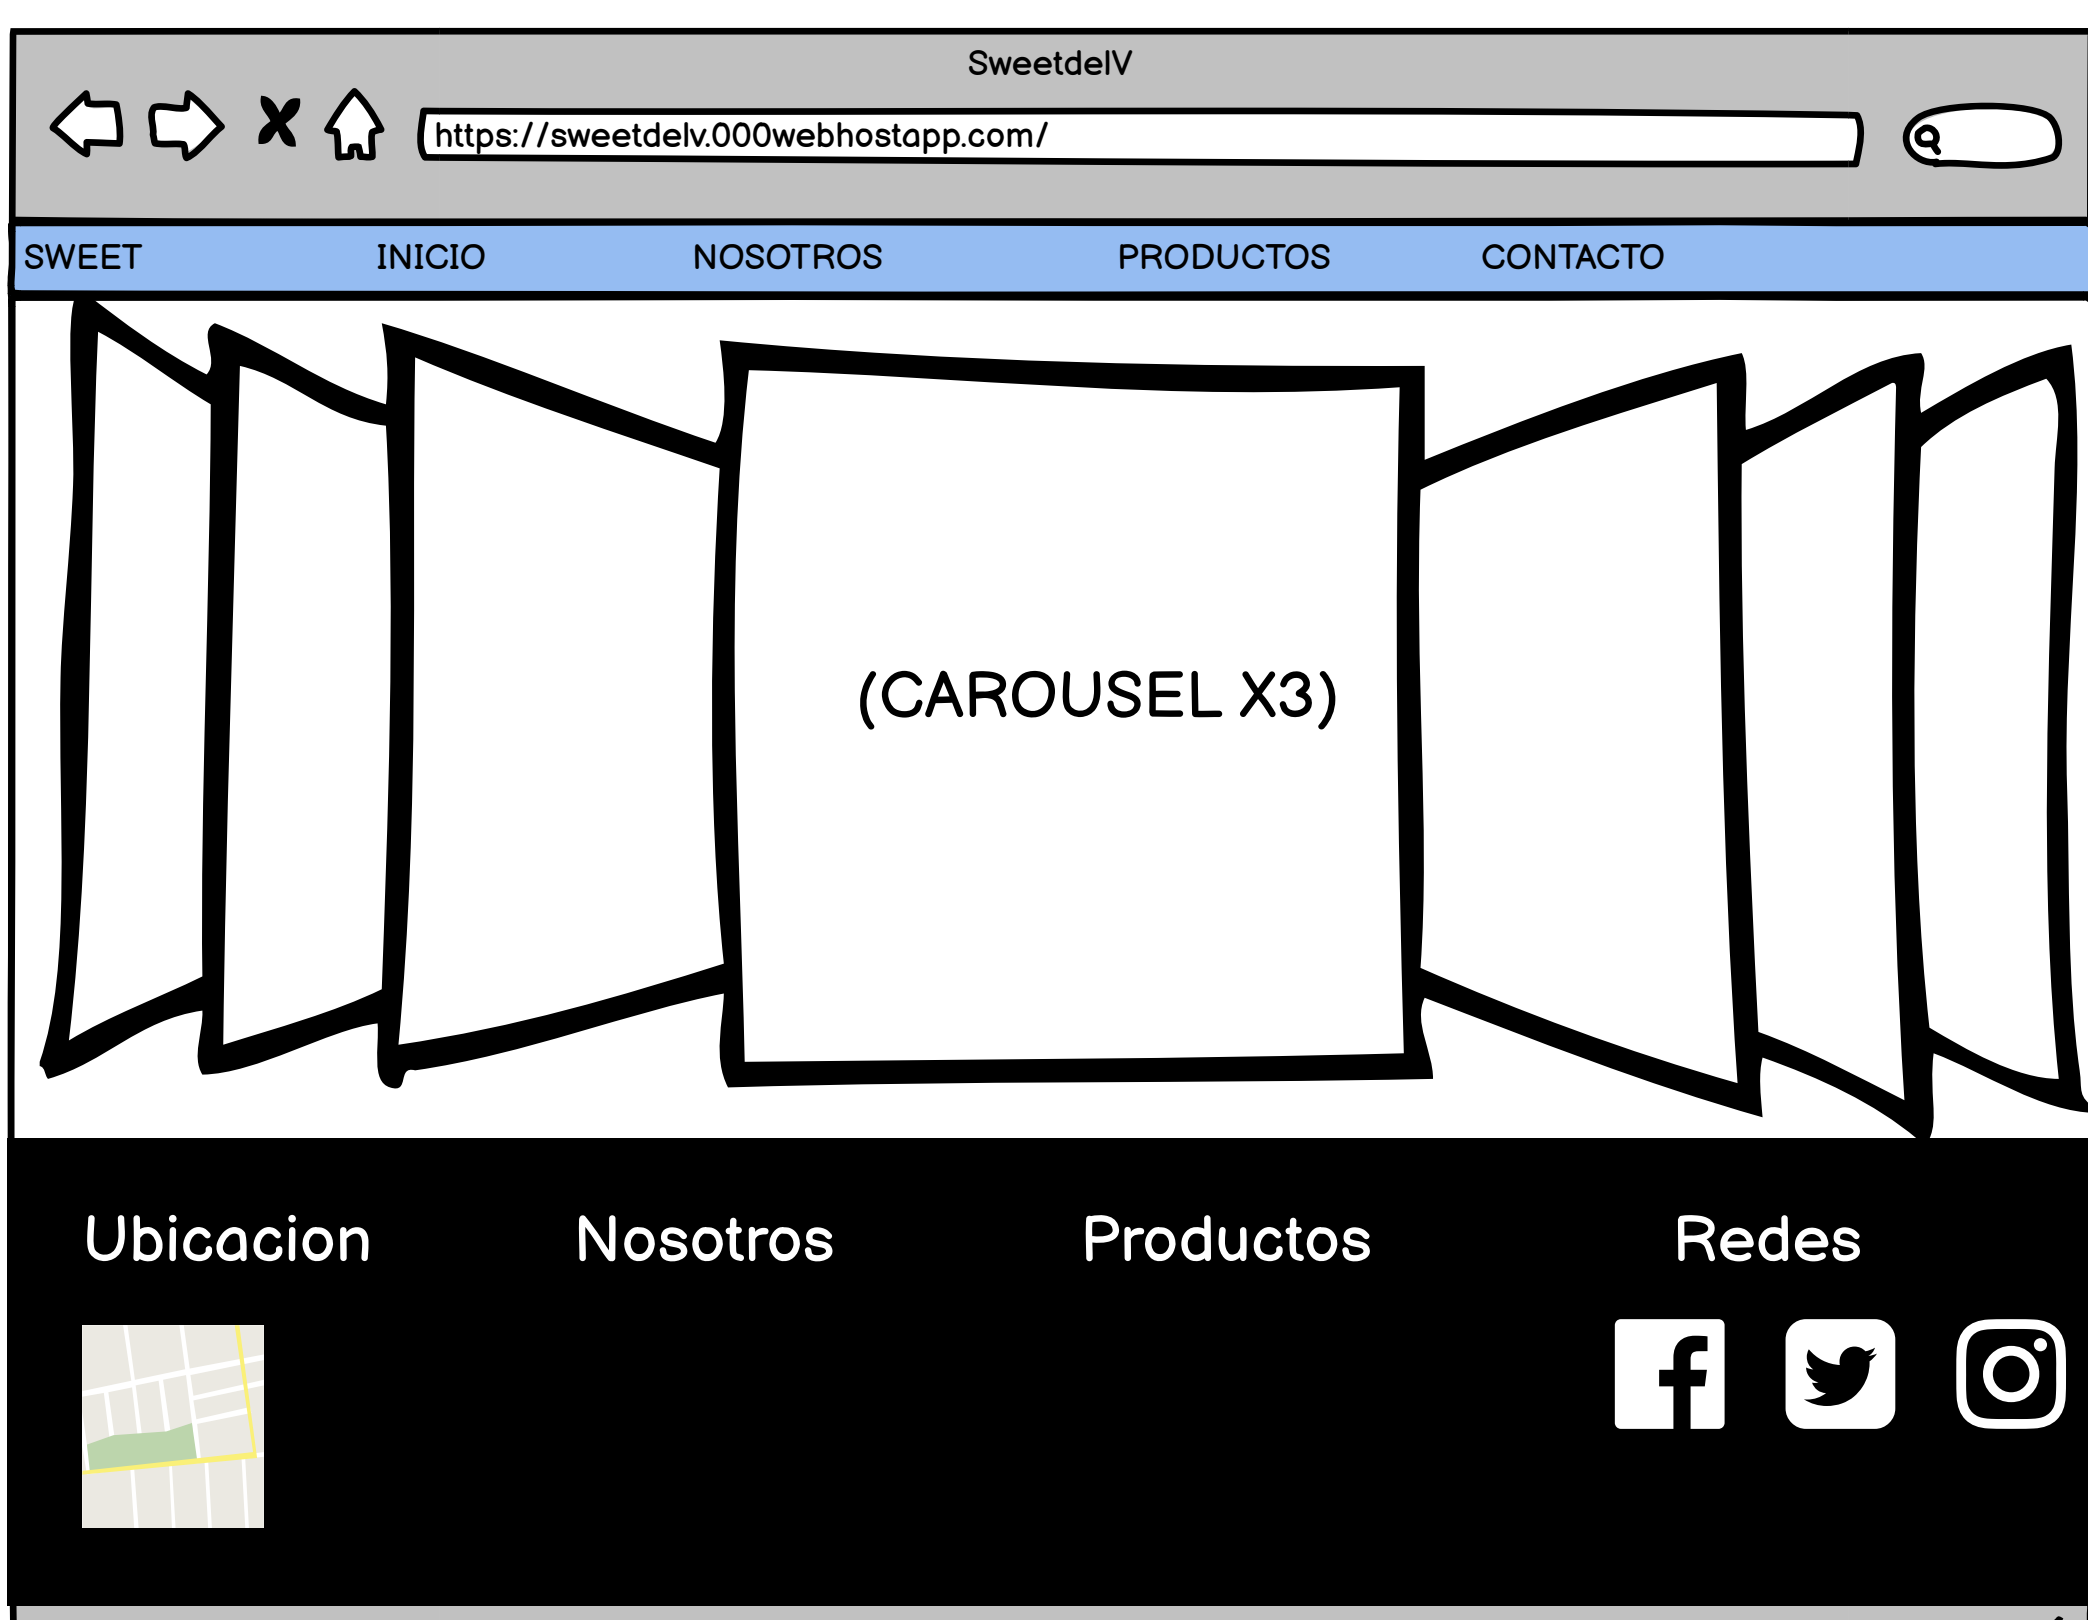 SweetdelV
https://sweetdelv.000webhostapp.com/
SWEET INICIO NOSOTROS PRODUCTOS CONTACTO
(CAROUSEL X3)
Ubicacion Nosotros Productos Redes